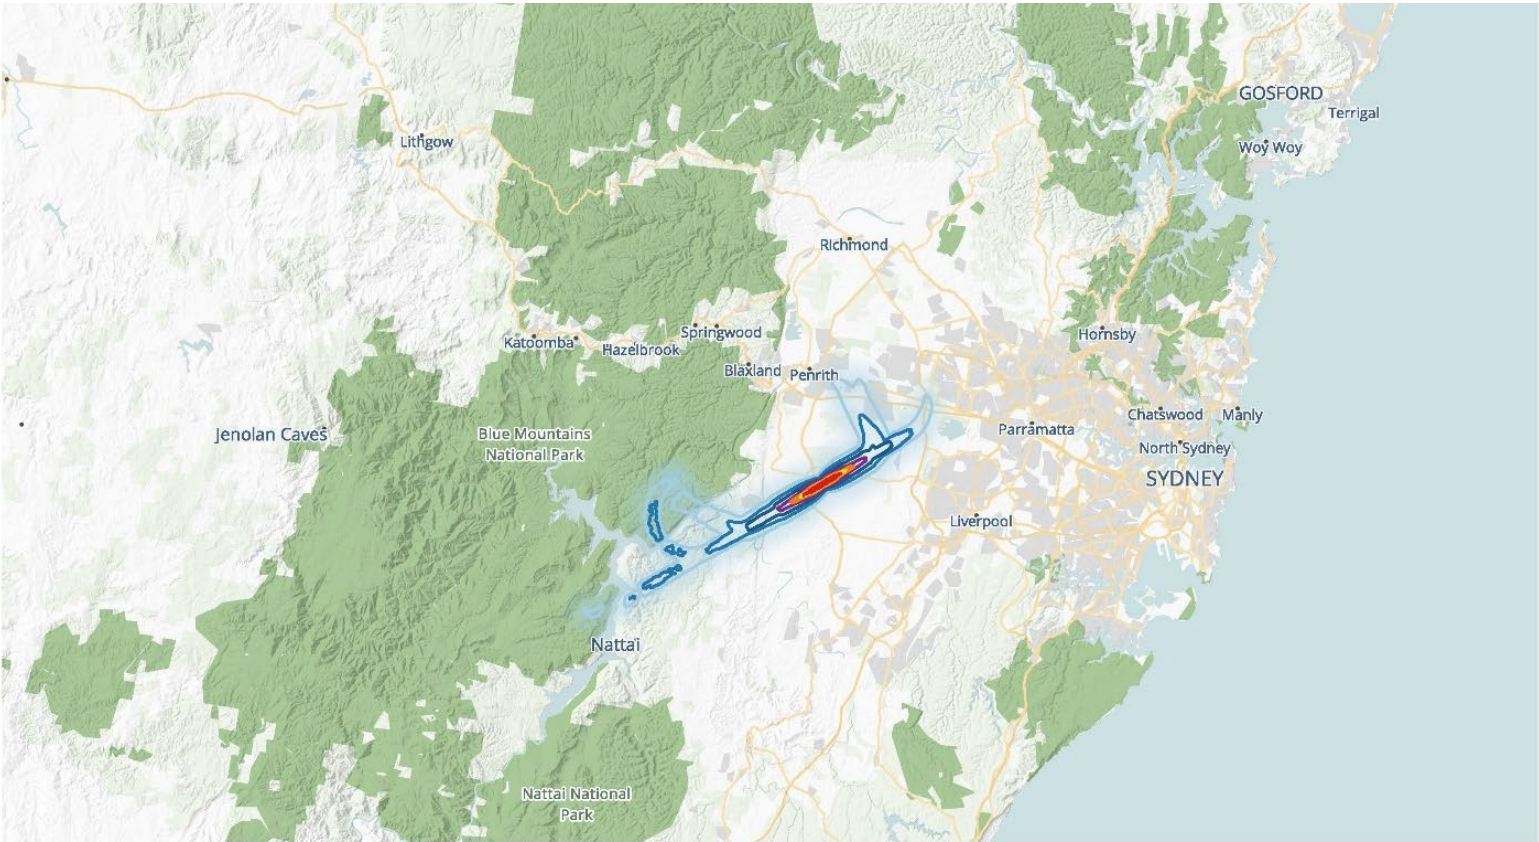 GOSFORD
Terrigal
Lithgow
Woy Woy
Richmond
Springwood
Hornsby
Katoomba
Hazelbrook
Blaxland
Penrith
Chatswood
Manly
Jenolan Caves
Blue Mountains
National Park
Parramatta
North Sydney
SYDNEY
Liverpool
Nattai
Nattai National
Park